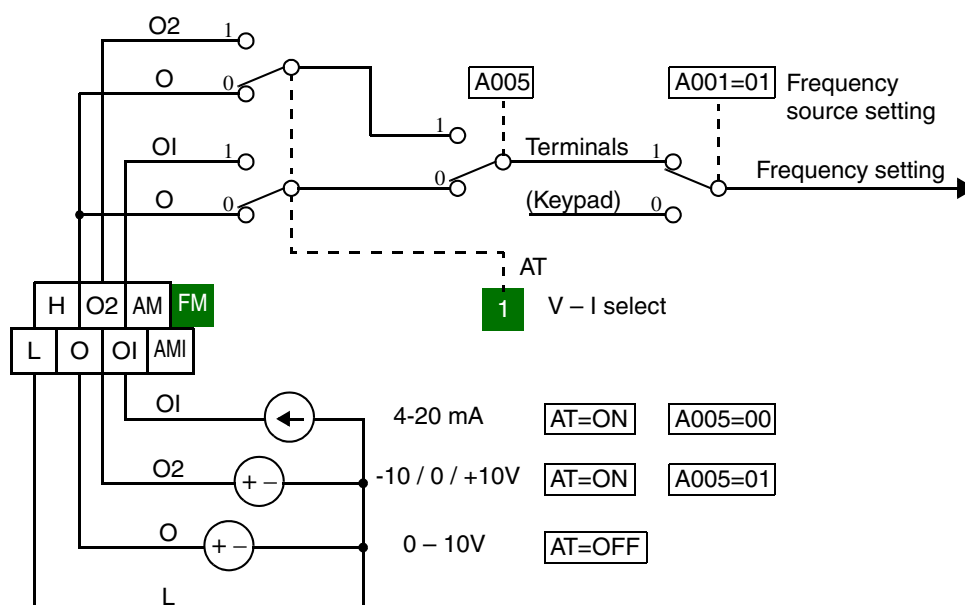 O2 1
O 0
A005
A001=01
Frequency
source setting
1
OI 1
O 0
0
Terminals 1
(Keypad) 0
Frequency setting
AT
1 V – I select
H O2 AM FM
L O OI AMI
OI 4-20 mA AT=ON A005=00
O2 + – -10 / 0 / +10V AT=ON A005=01
O + – 0 – 10V AT=OFF
L